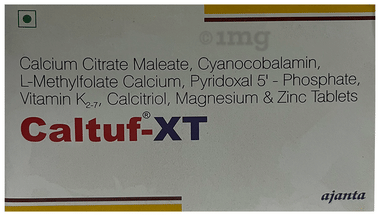 1mg
Calcium Citrate Maleate, Cyanocobalamin,
L-Methylfolate Calcium, Pyridoxal 5' - Phosphate,
Vitamin K₂₋₇, Calcitriol, Magnesium & Zinc Tablets
Caltuf®-XT
ajanta